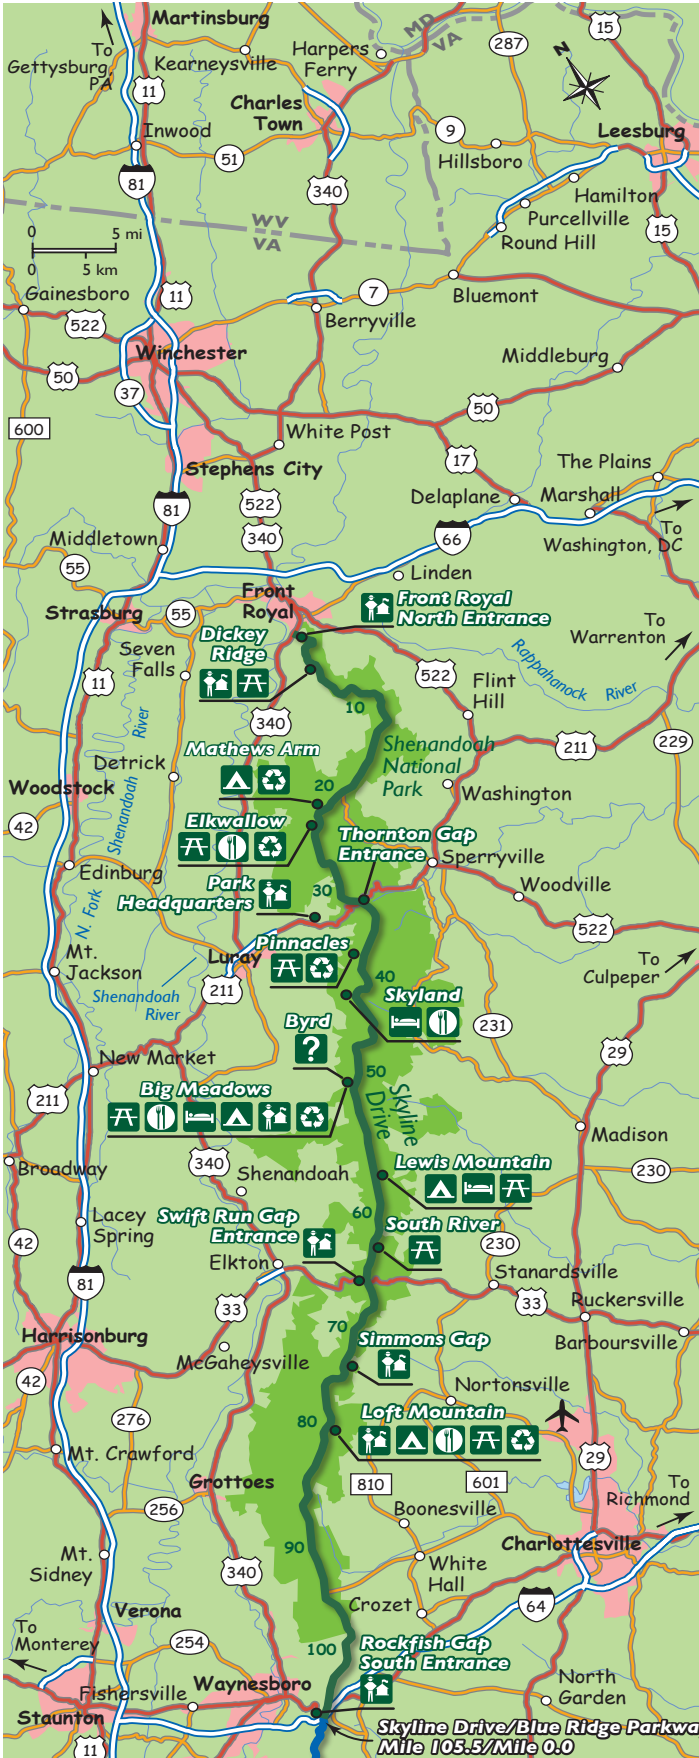 Martinsburg
To
Gettysburg,
PA
Kearneysville
Harpers
Ferry
MD
VA
287
15
N
11
Inwood
Charles
Town
9
Leesburg
51
Hillsboro
81
340
Hamilton
Purcellville
Round Hill
15
WV
VA
0 5 mi
0 5 km
Gainesboro
11
7
Bluemont
522
Berryville
Winchester
Middleburg
50
37
50
600
White Post
17
Stephens City
The Plains
522
Delaplane
Marshall
81
340
66
To
Washington, DC
Middletown
55
Linden
Strasburg
55
Front
Royal
Front Royal
North Entrance
To
Warrenton
Dickey
Ridge
Seven
Falls
Rappahannock River
11
522
Flint
Hill
10
340
211
229
Shenandoah
National
Park
Mathews Arm
Detrick
Woodstock
20
Washington
42
Shenandoah River
Elkwallow
Thornton Gap
Entrance
Sperryville
Edinburg
Park
Headquarters
30
Woodville
N. Fork
522
Pinnacles
Luray
Mt.
Jackson
211
40
To
Culpeper
Shenandoah
River
Skyland
231
Byrd
?
29
New Market
50
Skyline
Drive
211
Big Meadows
Madison
340
Broadway
Shenandoah
Lewis Mountain
230
Lacey
Spring
60
Swift Run Gap
Entrance
South River
42
230
Elkton
81
Stanardsville
33
33
Ruckersville
Harrisonburg
70
Barboursville
McGaheysville
Simmons Gap
42
Nortonsville
276
80
Loft Mountain
Mt. Crawford
29
Grottoes
810
601
To
Richmond
256
Boonesville
90
Charlottesville
Mt.
Sidney
340
White
Hall
64
Verona
Crozet
To
Monterey
254
100
Rockfish Gap
South Entrance
Waynesboro
Fishersville
North
Garden
Staunton
11
Skyline Drive/Blue Ridge Parkwa
Mile 105.5/Mile 0.0